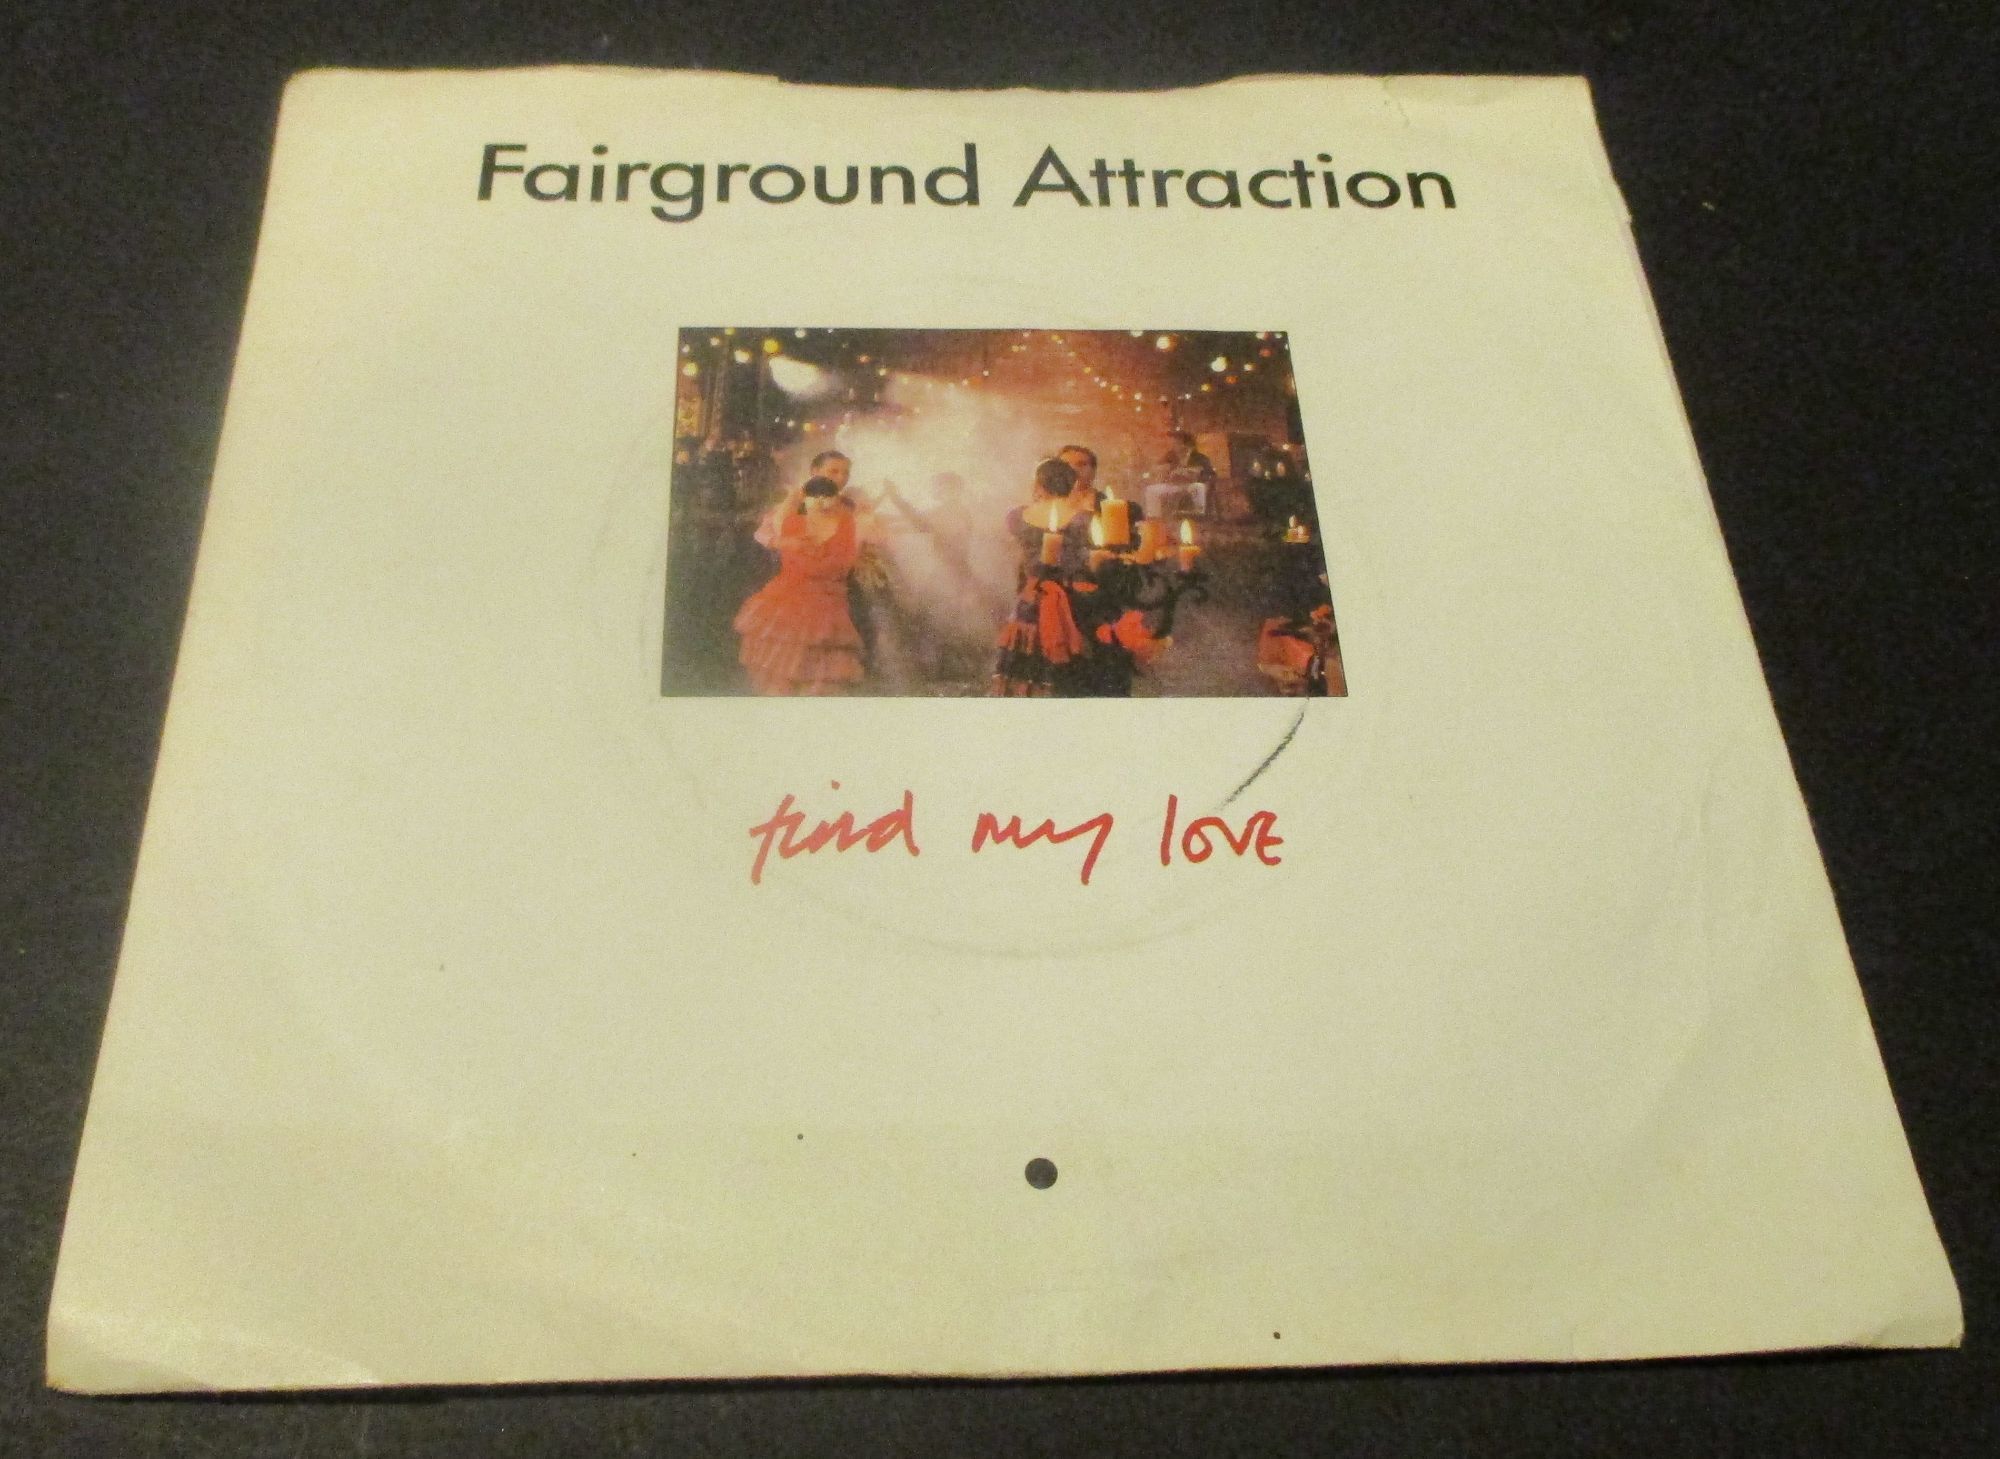 Fairground Attraction
find my love